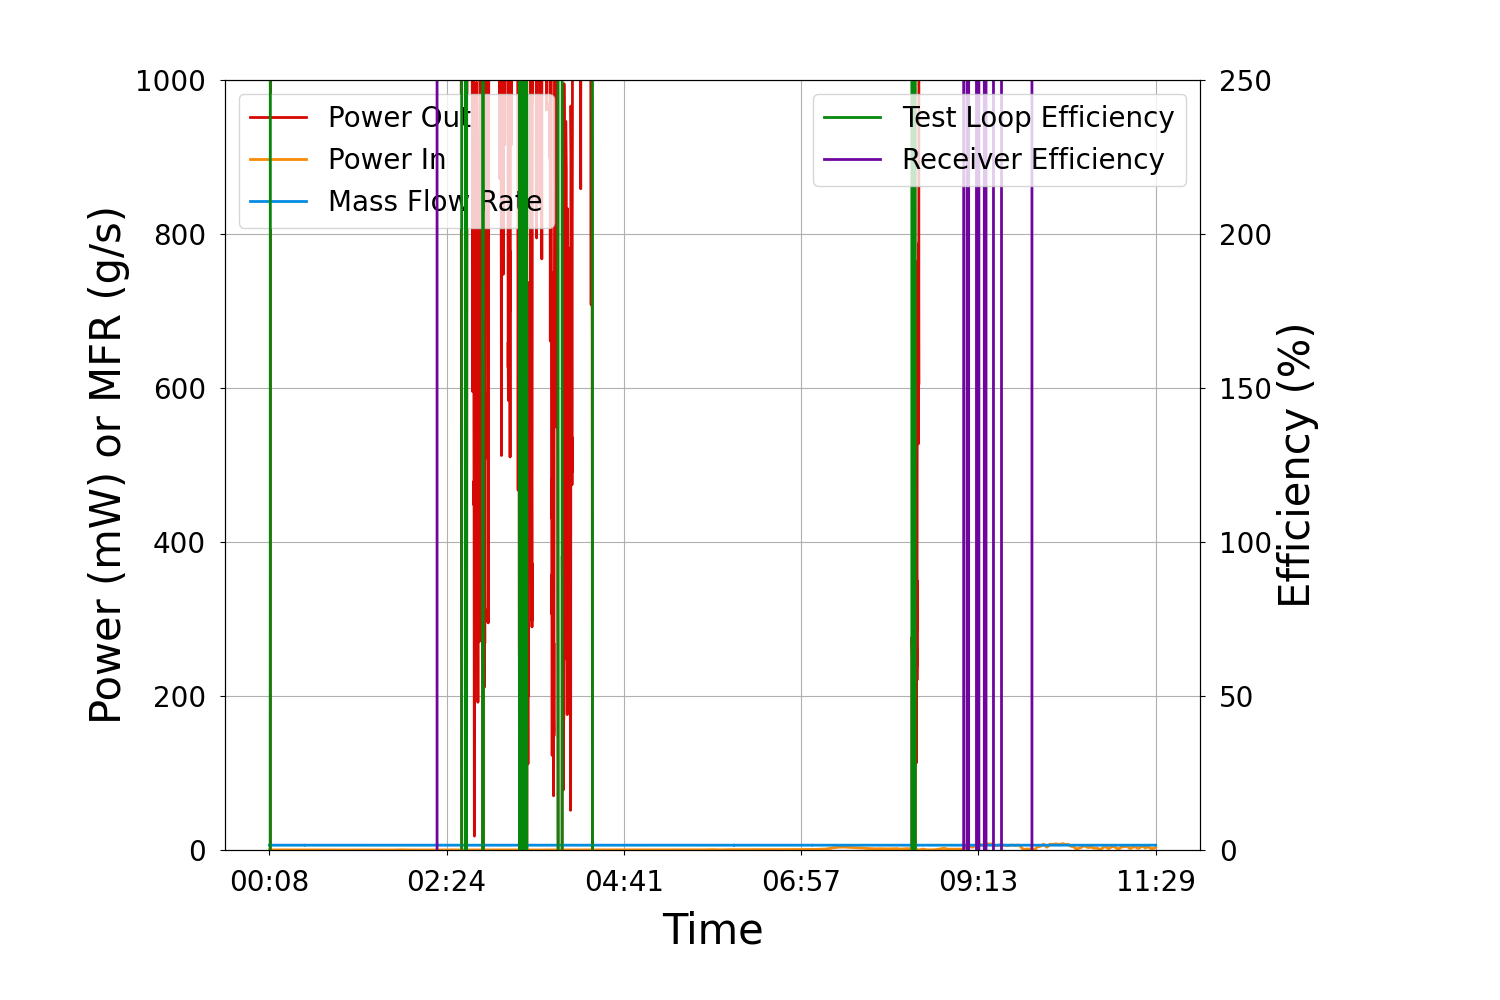 1000
800
600
400
200
0
Power (mW) or MFR (g/s)
Power Out
Power In
Mass Flow Rate
Test Loop Efficiency
Receiver Efficiency
250
200
150
100
50
0
Efficiency (%)
00:08 02:24 04:41 06:57 09:13 11:29
Time